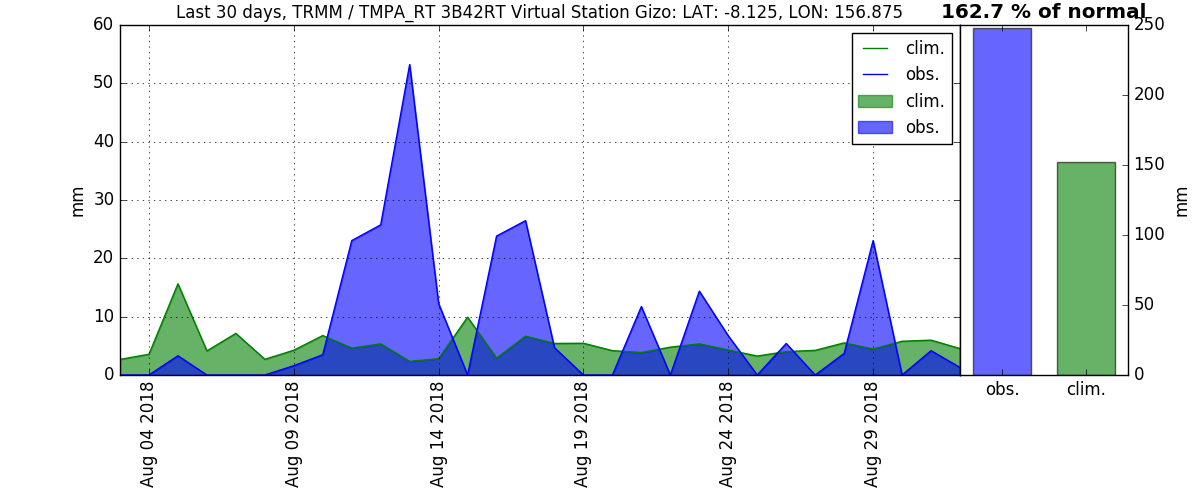 Last 30 days, TRMM / TMPA_RT 3B42RT Virtual Station Gizo: LAT: -8.125, LON: 156.875
162.7 % of normal
60
50
40
30
20
10
0
mm
clim.
obs.
clim.
obs.
Aug 04 2018
Aug 09 2018
Aug 14 2018
Aug 19 2018
Aug 24 2018
Aug 29 2018
250
200
150
100
50
0
mm
obs.
clim.